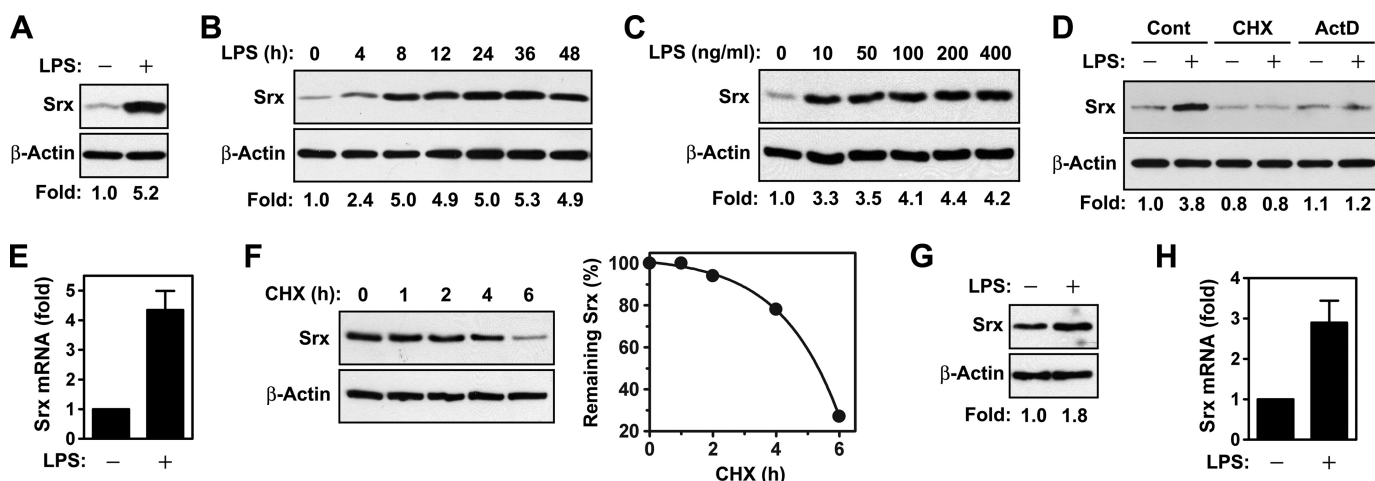 A
LPS: − +
Srx
β-Actin
Fold: 1.0 5.2
B
LPS (h): 0 4 8 12 24 36 48
Srx
β-Actin
Fold: 1.0 2.4 5.0 4.9 5.0 5.3 4.9
C
LPS (ng/ml): 0 10 50 100 200 400
Srx
β-Actin
Fold: 1.0 3.3 3.5 4.1 4.4 4.2
D
Cont CHX ActD
LPS: − + − + − +
Srx
β-Actin
Fold: 1.0 3.8 0.8 0.8 1.1 1.2
E
Srx mRNA (fold)
5
4
3
2
1
0
LPS: − +
F
CHX (h): 0 1 2 4 6
Srx
β-Actin
Remaining Srx (%)
100
80
60
40
20
0 2 4 6
CHX (h)
G
LPS: − +
Srx
β-Actin
Fold: 1.0 1.8
H
Srx mRNA (fold)
4
3
2
1
0
LPS: − +